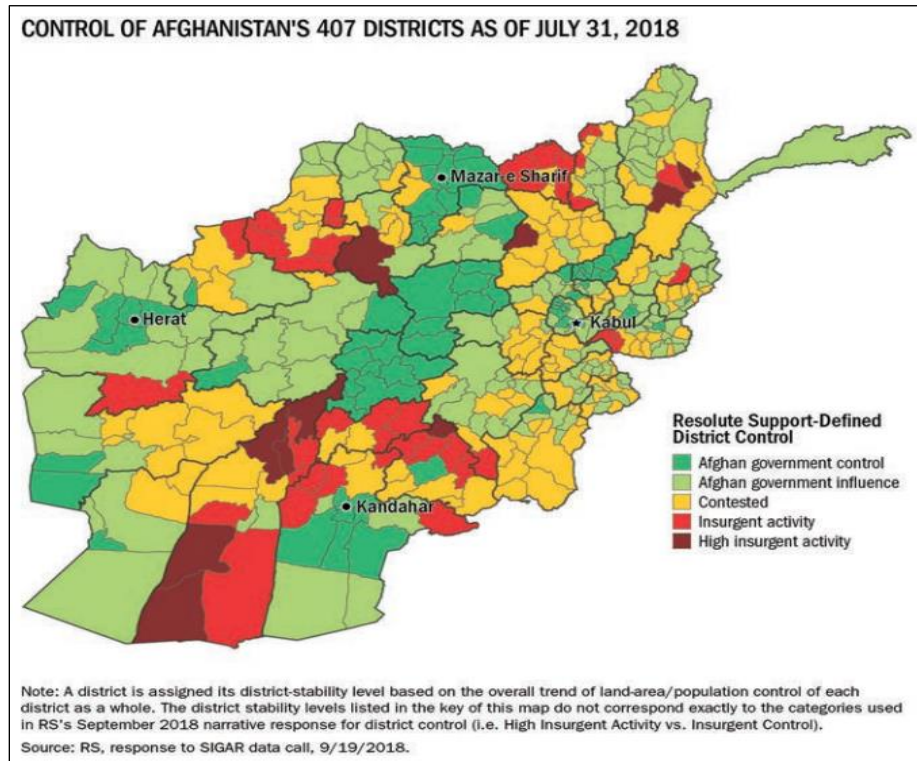 CONTROL OF AFGHANISTAN'S 407 DISTRICTS AS OF JULY 31, 2018
Mazar-e Sharif
Herat
Kabul
Kandahar
Resolute Support-Defined
District Control
Afghan government control
Afghan government influence
Contested
Insurgent activity
High insurgent activity
Note: A district is assigned its district-stability level based on the overall trend of land-area/population control of each
district as a whole. The district stability levels listed in the key of this map do not correspond exactly to the categories used
in RS's September 2018 narrative response for district control (i.e. High Insurgent Activity vs. Insurgent Control).
Source: RS, response to SIGAR data call, 9/19/2018.